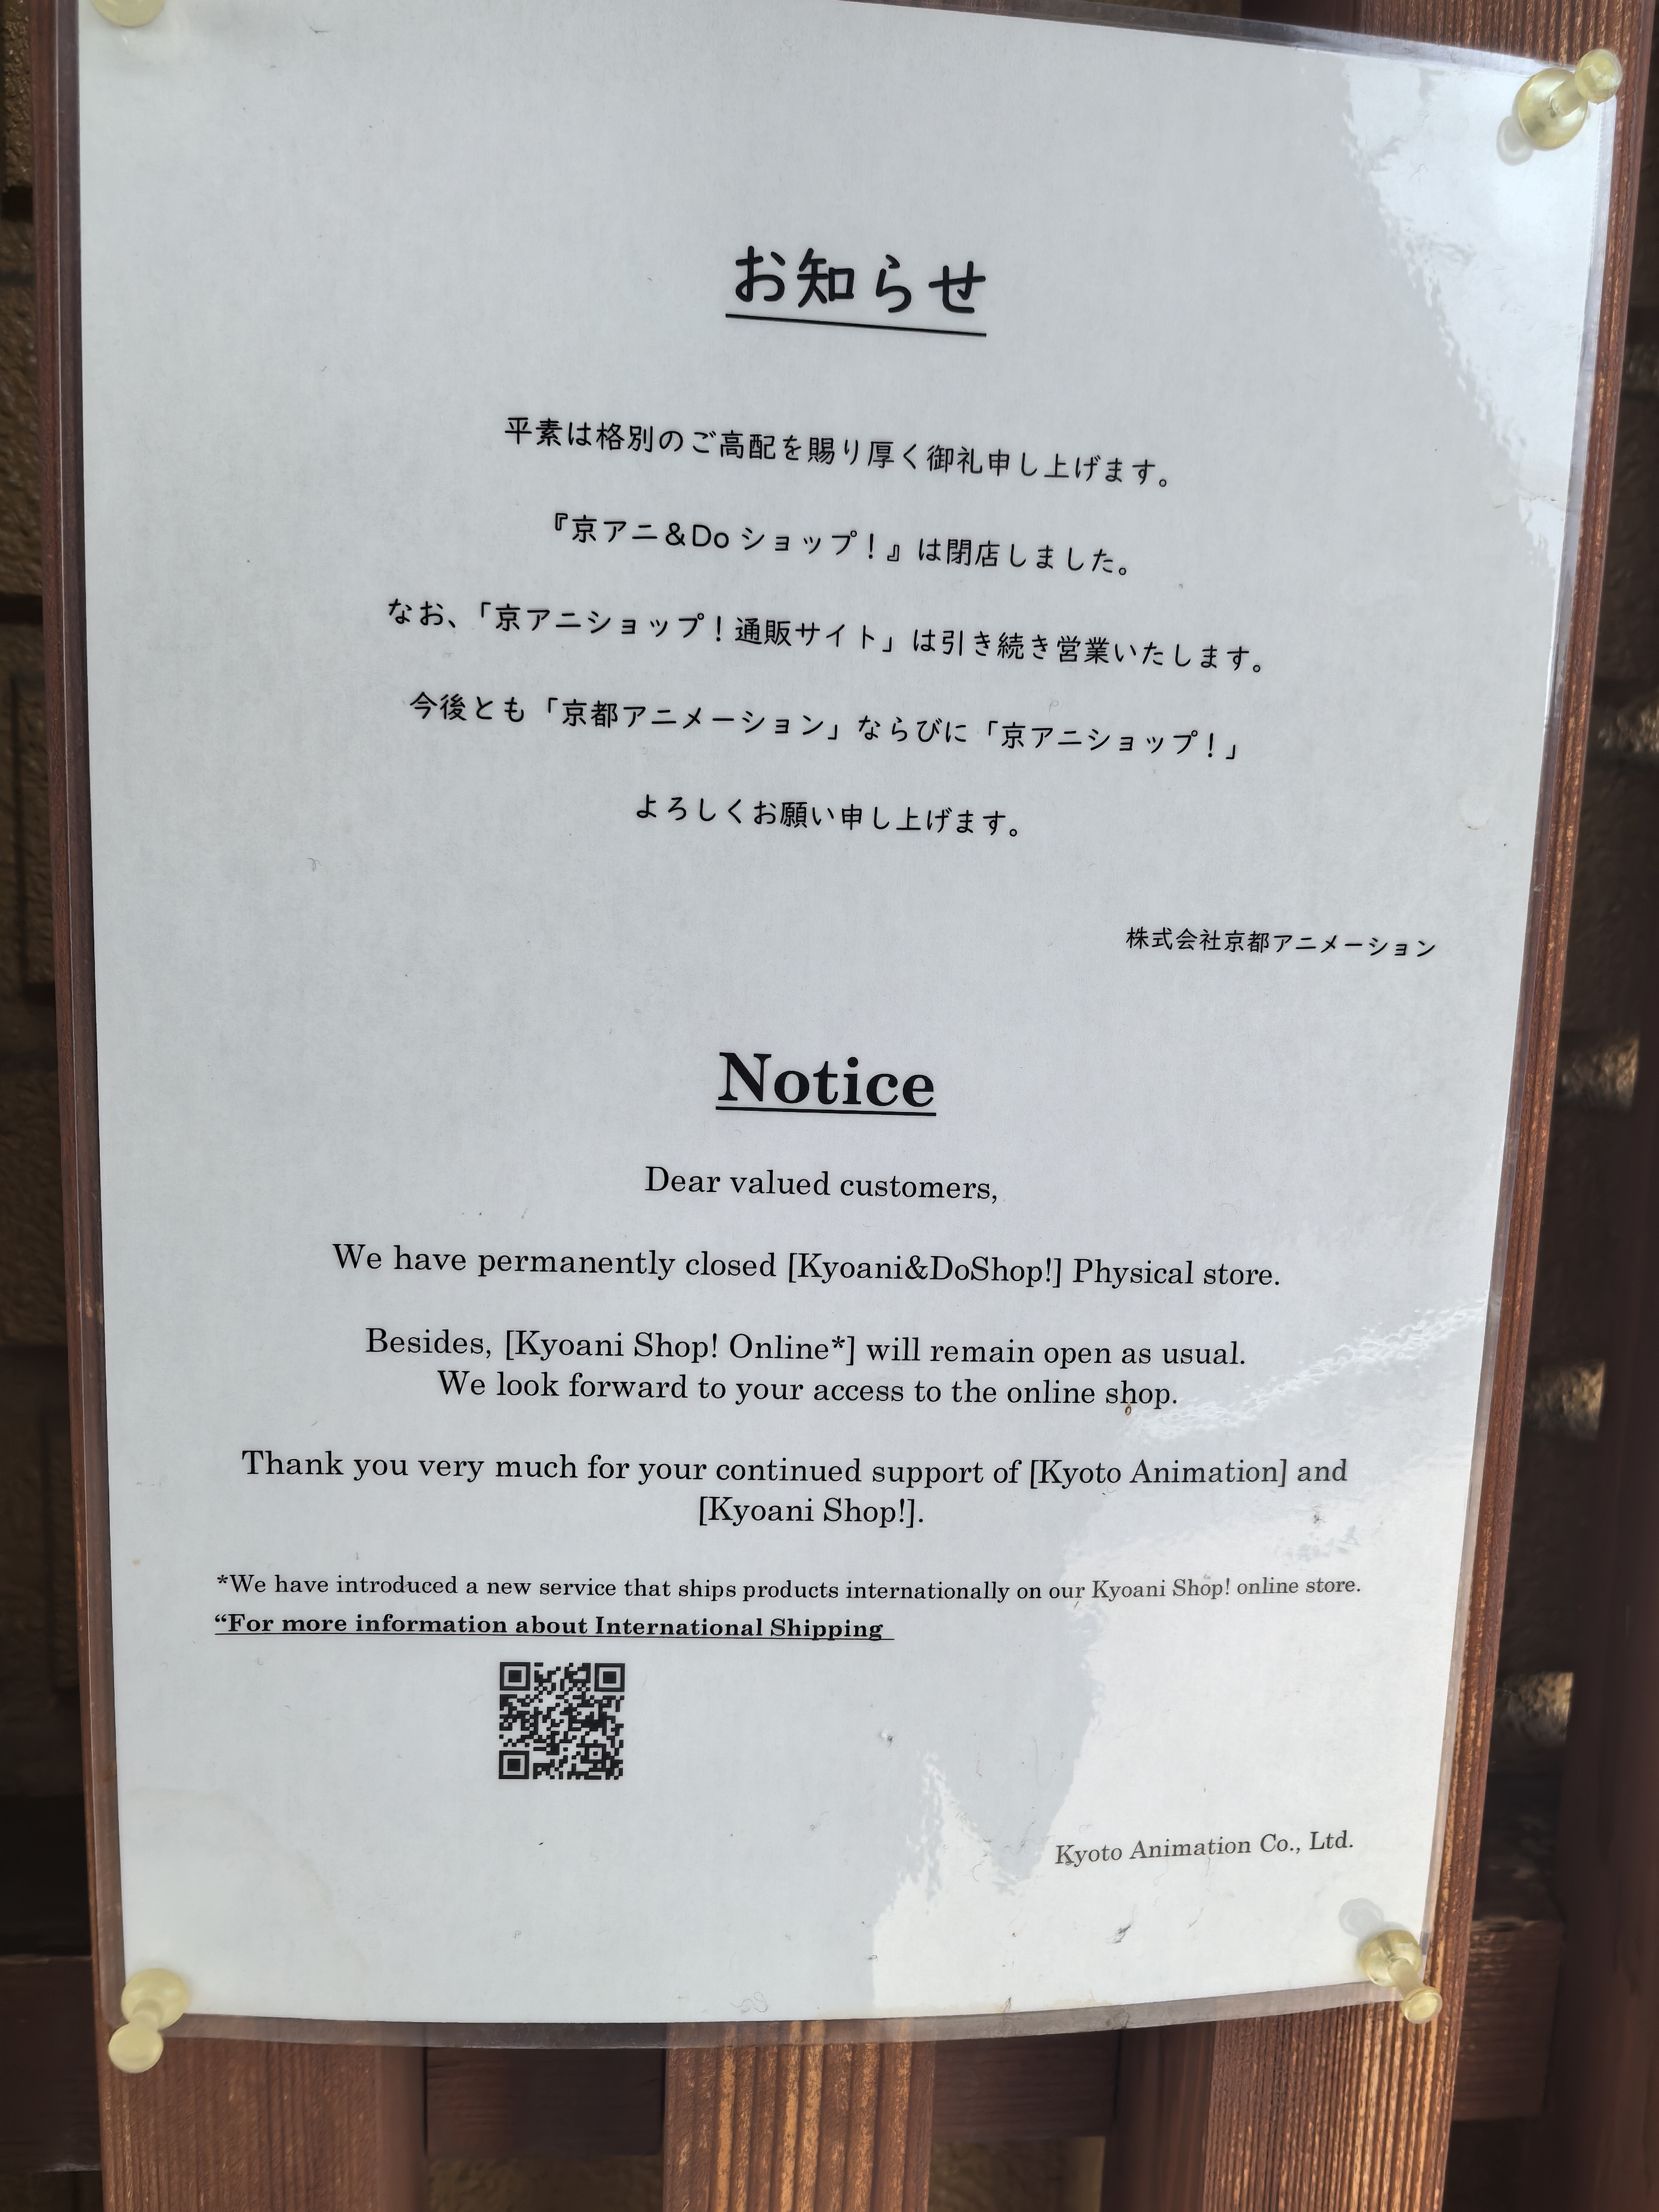 お知らせ
平素は格別のご高配を賜り厚く御礼申し上げます。
『京アニ&Do ショップ!』は閉店しました。
なお、「京アニショップ!通販サイト」は引き続き営業いたします。
今後とも「京都アニメーション」ならびに「京アニショップ!」
よろしくお願い申し上げます。
株式会社京都アニメーション
Notice
Dear valued customers,
We have permanently closed [Kyoani&DoShop!] Physical store.
Besides, [Kyoani Shop! Online*] will remain open as usual.
We look forward to your access to the online shop.
Thank you very much for your continued support of [Kyoto Animation] and
[Kyoani Shop!].
*We have introduced a new service that ships products internationally on our Kyoani Shop! online store.
“For more information about International Shipping
Kyoto Animation Co., Ltd.